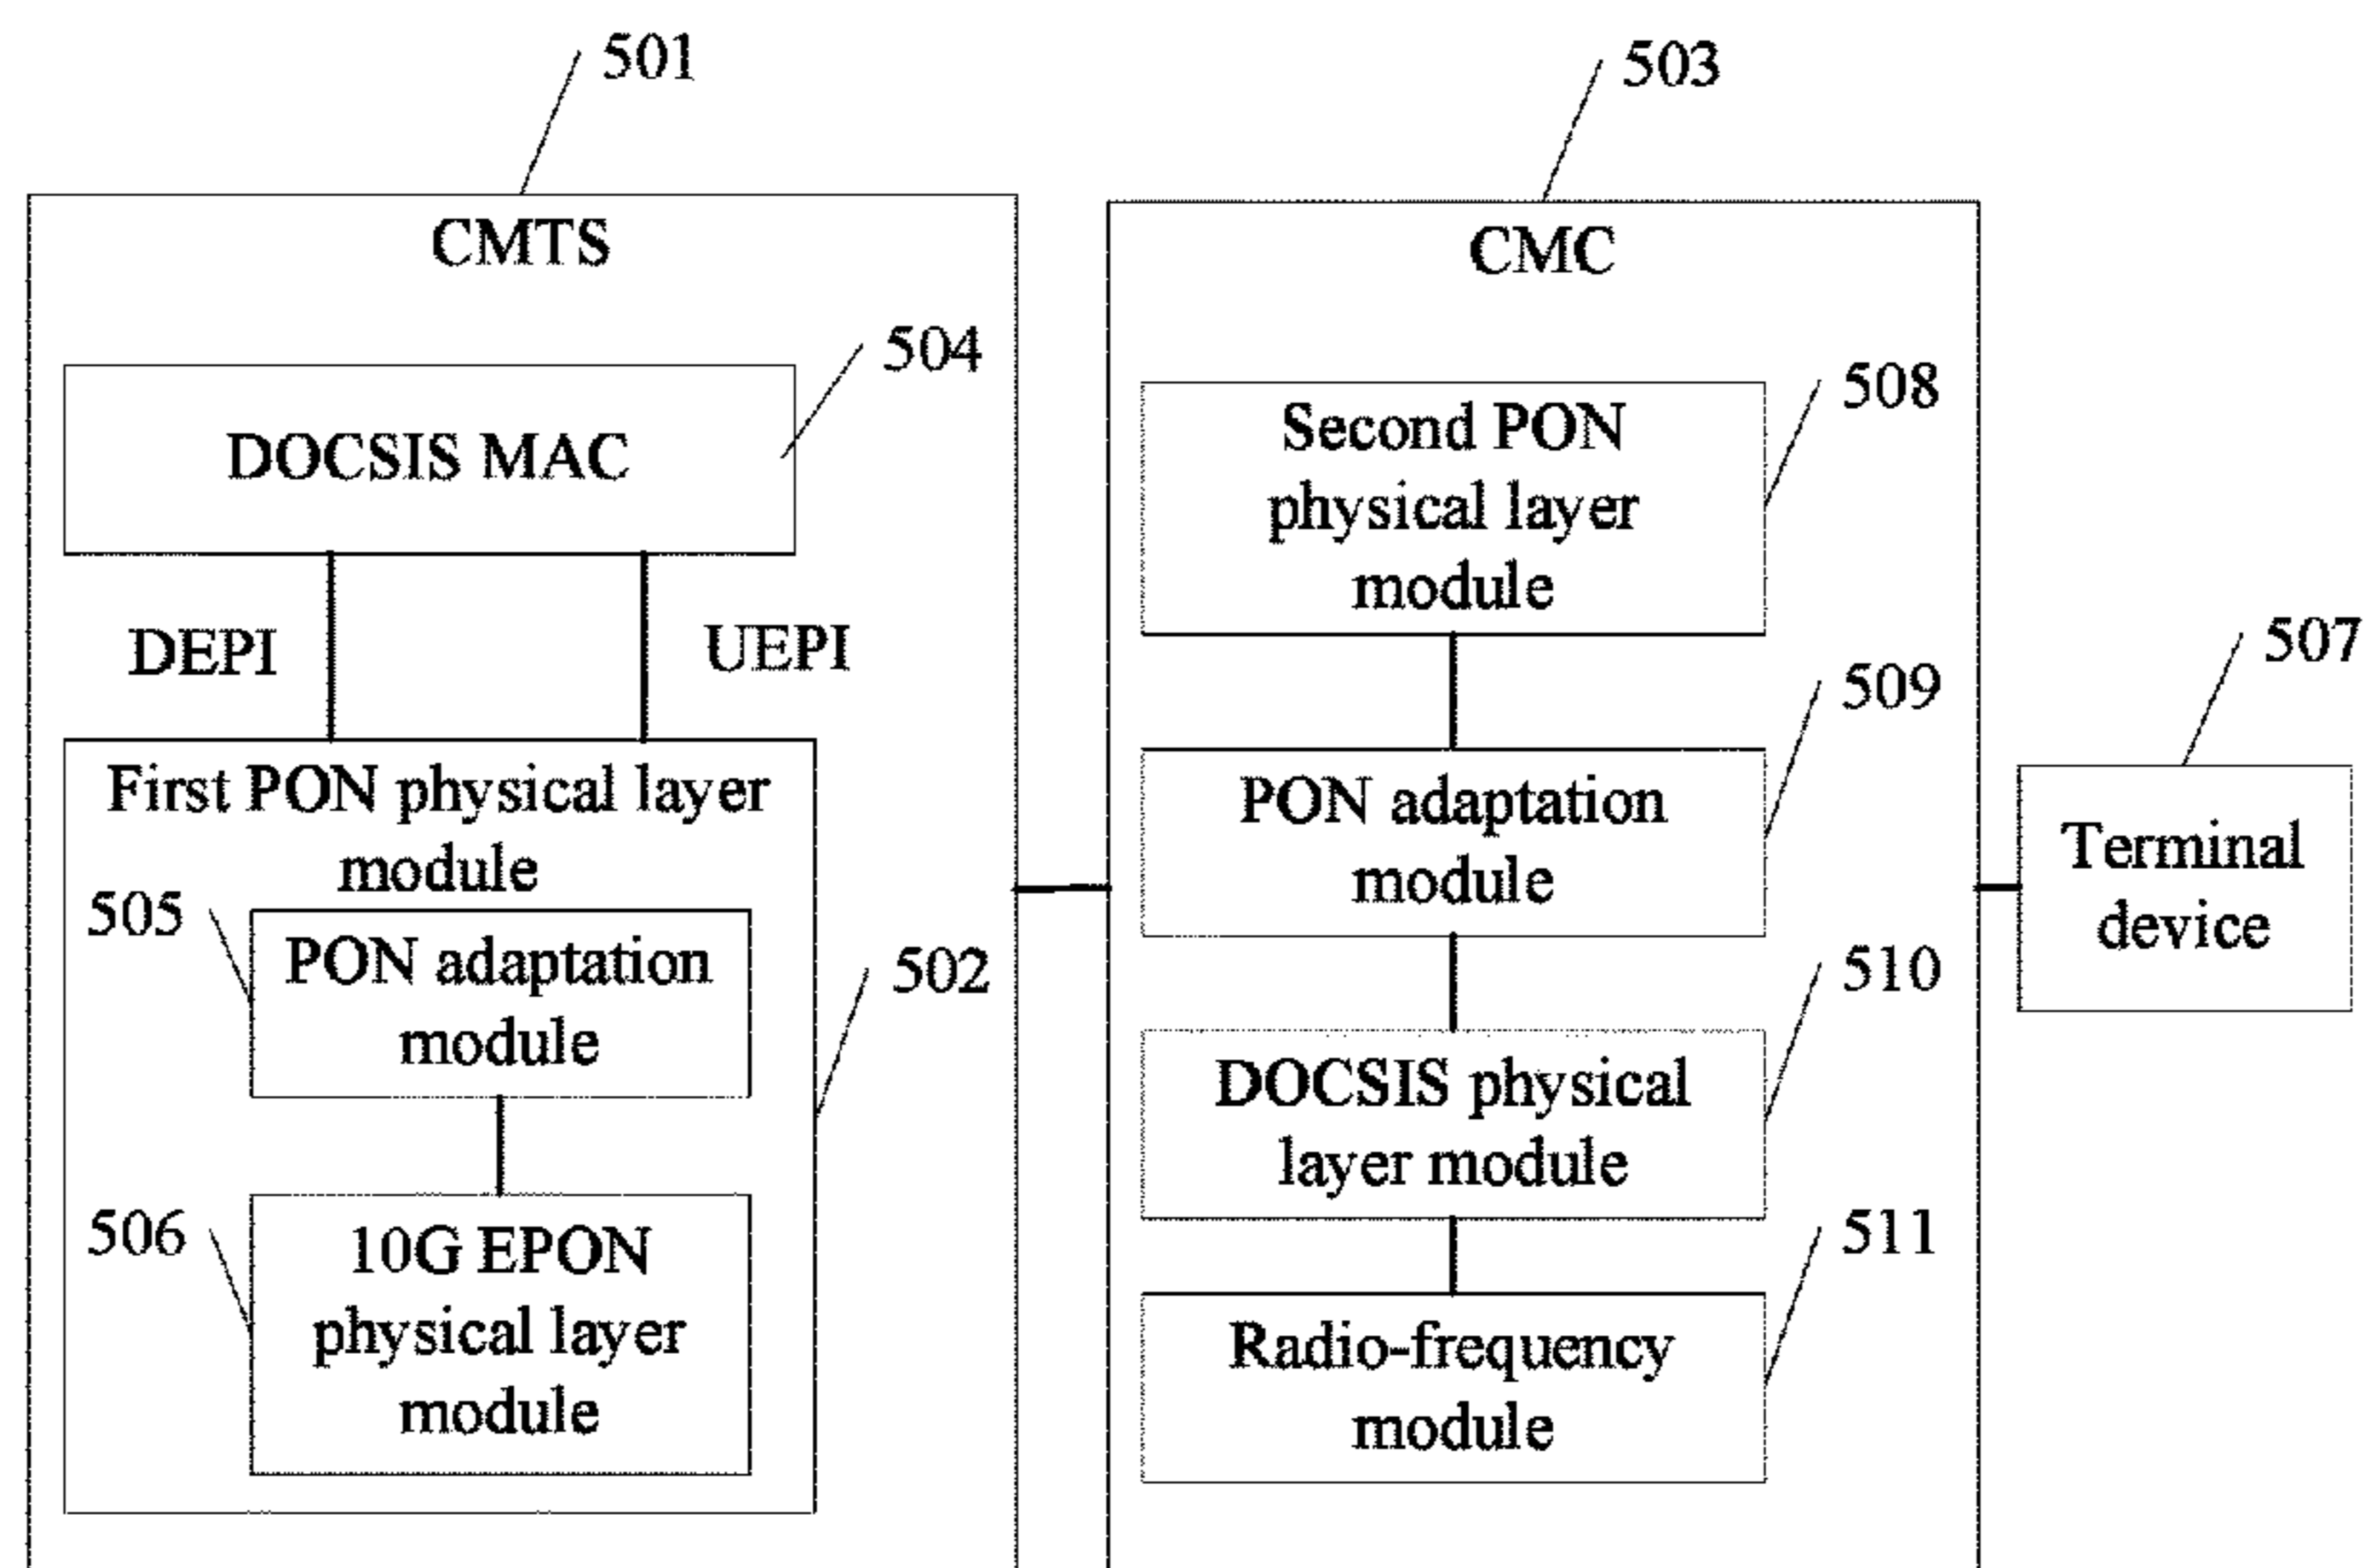 501
503
CMTS
CMC
504
508
DOCSIS MAC
Second PON
physical layer
module
507
DEPI
UEPI
509
First PON physical layer
module
PON adaptation
module
Terminal
device
505
PON adaptation
module
502
510
DOCSIS physical
layer module
506
10G EPON
physical layer
module
511
Radio-frequency
module